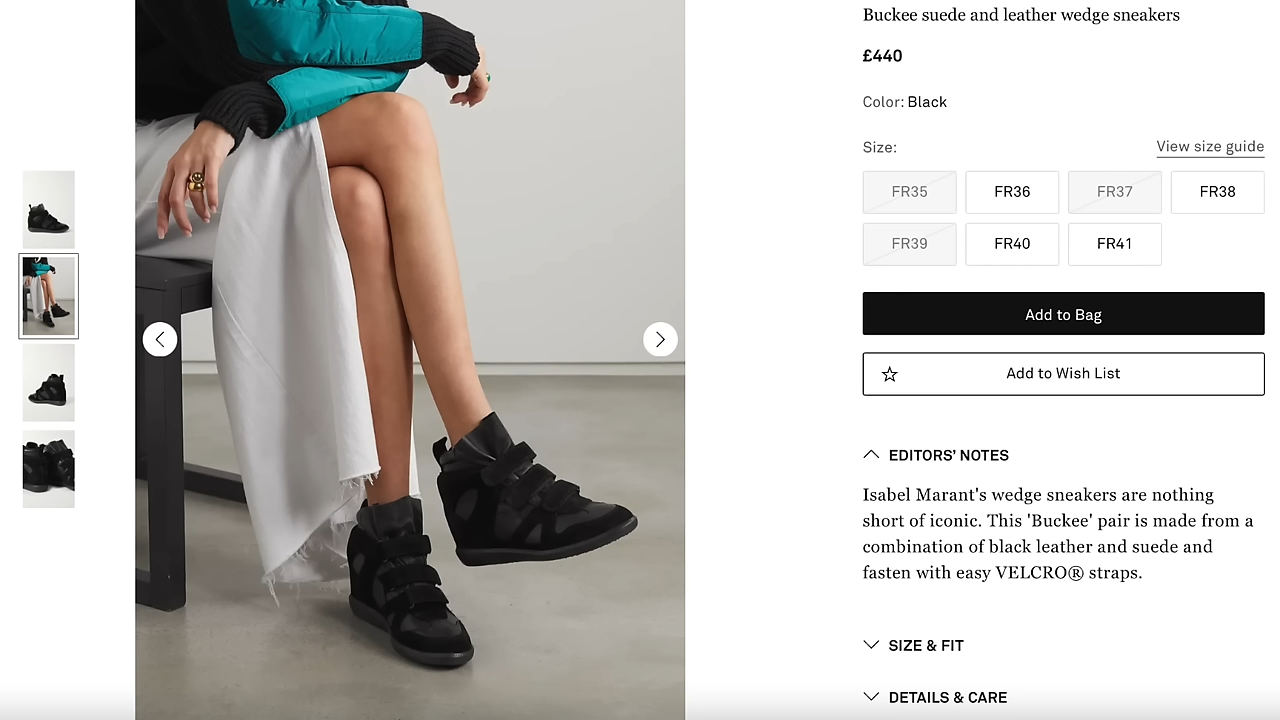 Buckee suede and leather wedge sneakers
£440
Color: Black
Size:
View size guide
FR35
FR36
FR37
FR38
FR39
FR40
FR41
Add to Bag
Add to Wish List
EDITORS’ NOTES
Isabel Marant's wedge sneakers are nothing
short of iconic. This 'Buckee' pair is made from a
combination of black leather and suede and
fasten with easy VELCRO® straps.
SIZE & FIT
DETAILS & CARE